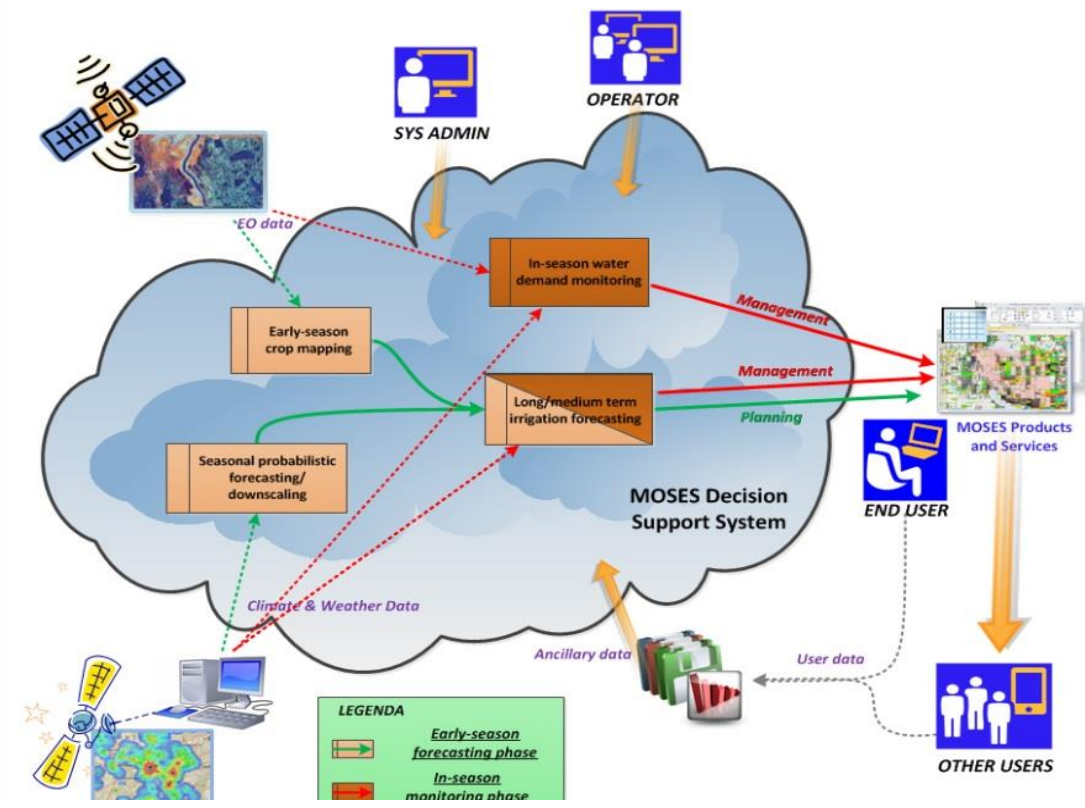 OPERATOR
SYS ADMIN
EO data
In-season water
demand monitoring
Early-season
crop mapping
Management
Long/medium term
irrigation forecasting
Management
Planning
MOSES Products
and Services
Seasonal probabilistic
forecasting/
downscaling
MOSES Decision
Support System
END USER
Climate & Weather Data
Ancillary data
User data
LEGENDA
Early-season
forecasting phase
In-season
monitoring phase
OTHER USERS